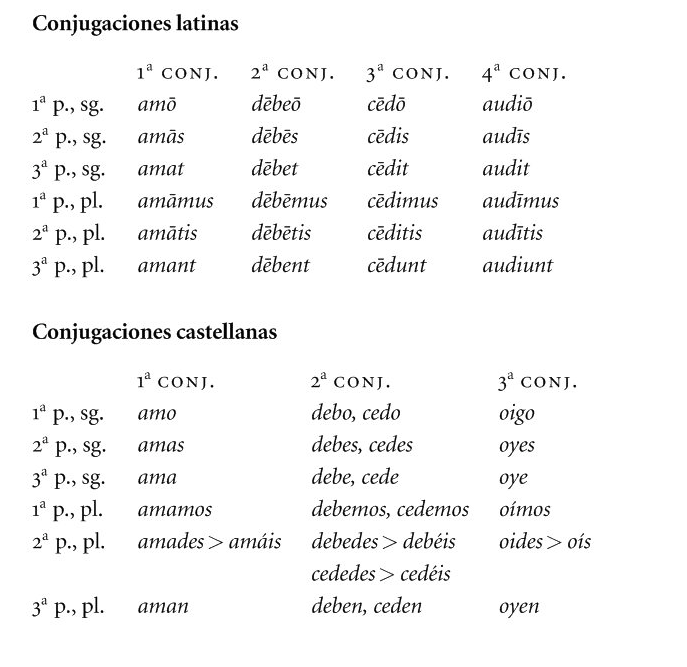 Conjugaciones latinas
1ª CONJ. 2ª CONJ. 3ª CONJ. 4ª CONJ.
1ª p., sg. amō dēbeō cēdō audiō
2ª p., sg. amās dēbēs cēdis audīs
3ª p., sg. amat dēbet cēdit audit
1ª p., pl. amāmus dēbēmus cēdimus audīmus
2ª p., pl. amātis dēbētis cēditis audītis
3ª p., pl. amant dēbent cēdunt audiunt
Conjugaciones castellanas
1ª CONJ. 2ª CONJ. 3ª CONJ.
1ª p., sg. amo debo, cedo oigo
2ª p., sg. amas debes, cedes oyes
3ª p., sg. ama debe, cede oye
1ª p., pl. amamos debemos, cedemos oímos
2ª p., pl. amades > amáis debedes > debéis oides > oís
cededes > cedéis
3ª p., pl. aman deben, ceden oyen